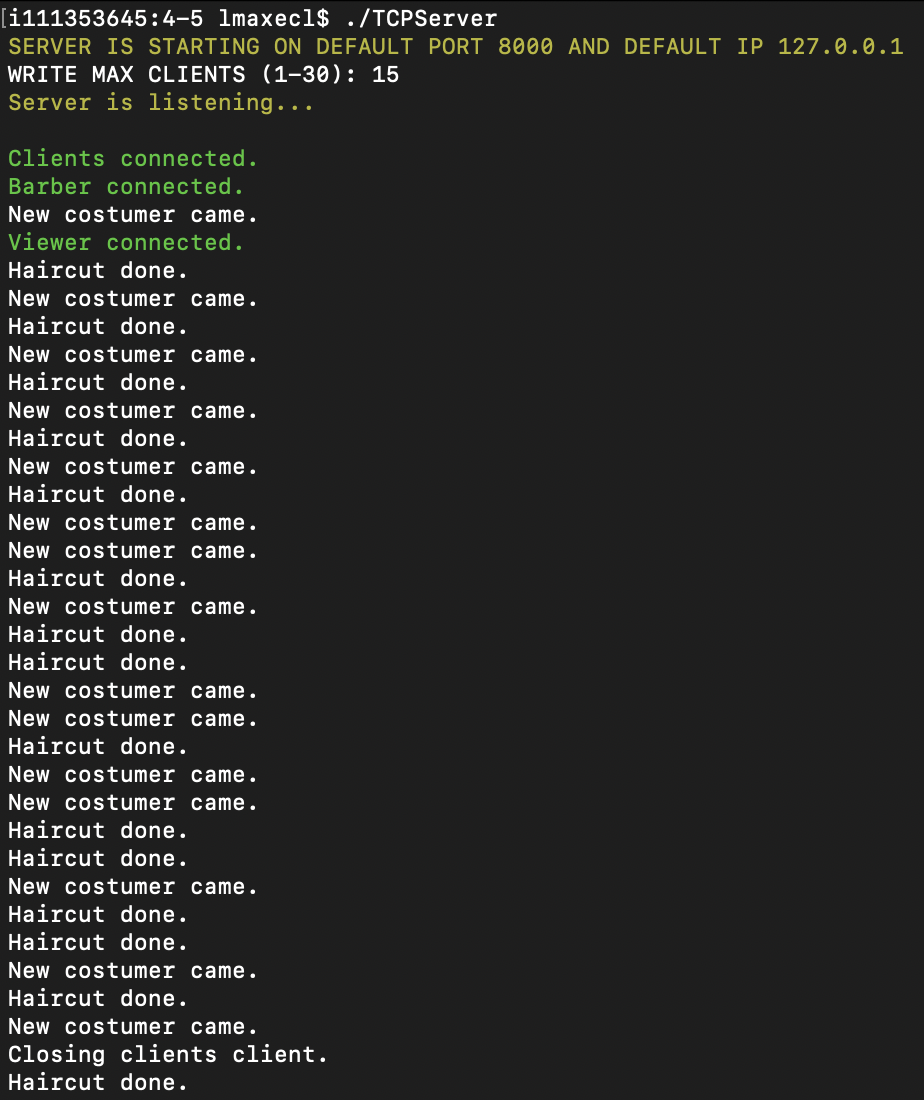 [i111353645:4-5 lmaxecl$ ./TCPServer
SERVER IS STARTING ON DEFAULT PORT 8000 AND DEFAULT IP 127.0.0.1
WRITE MAX CLIENTS (1-30): 15
Server is listening...
Clients connected.
Barber connected.
New costumer came.
Viewer connected.
Haircut done.
New costumer came.
Haircut done.
New costumer came.
Haircut done.
New costumer came.
Haircut done.
New costumer came.
Haircut done.
New costumer came.
New costumer came.
Haircut done.
New costumer came.
Haircut done.
Haircut done.
New costumer came.
New costumer came.
Haircut done.
New costumer came.
New costumer came.
Haircut done.
Haircut done.
New costumer came.
Haircut done.
Haircut done.
New costumer came.
Haircut done.
New costumer came.
Closing clients client.
Haircut done.